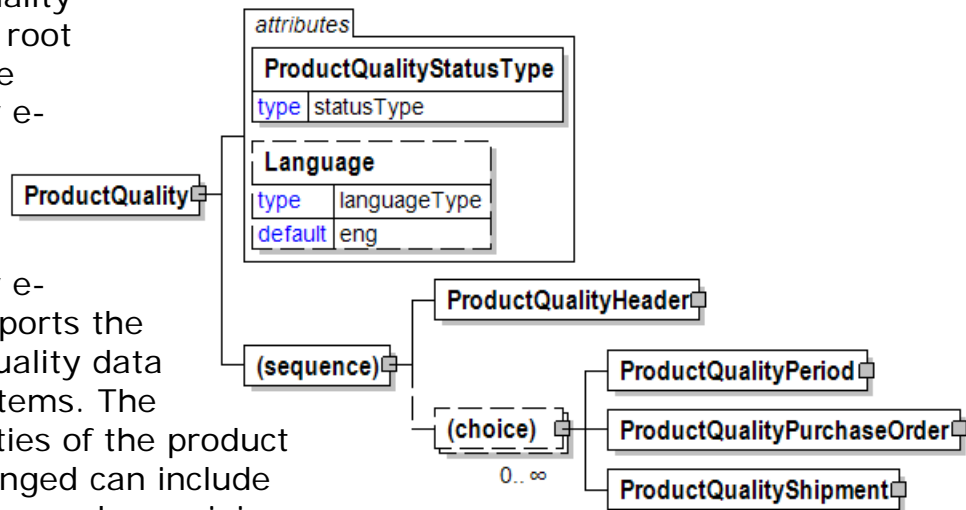 ality
root
e
e-
e-
ports the
uality data
tems. The
ties of the product
nged can include
attributes
ProductQualityStatusType
type statusType
Language
type languageType
default eng
ProductQuality
ProductQualityHeader
(sequence)
ProductQualityPeriod
(choice)
ProductQualityPurchaseOrder
0.. ∞
ProductQualityShipment